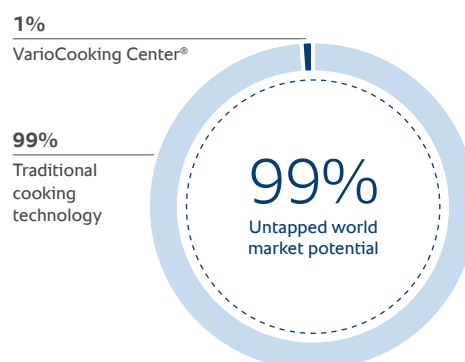 1%
VarioCooking Center®
99%
Traditional
cooking
technology
99%
Untapped world
market potential